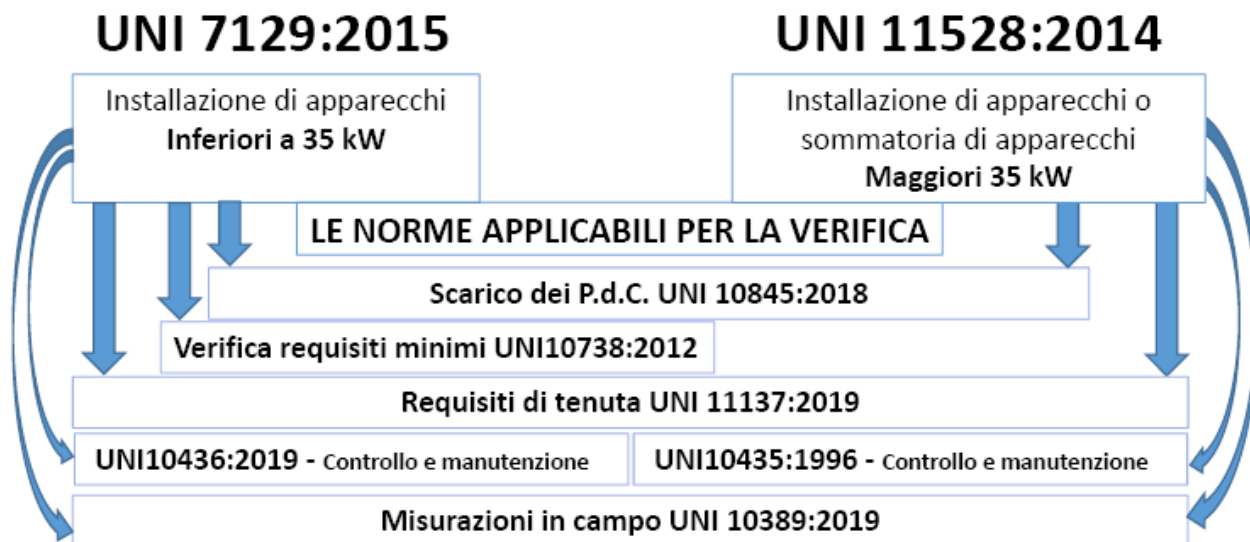 UNI 7129:2015
UNI 11528:2014
Installazione di apparecchi
Inferiori a 35 kW
Installazione di apparecchi o
sommatoria di apparecchi
Maggiori 35 kW
LE NORME APPLICABILI PER LA VERIFICA
Scarico dei P.d.C. UNI 10845:2018
Verifica requisiti minimi UNI10738:2012
Requisiti di tenuta UNI 11137:2019
UNI10436:2019 - Controllo e manutenzione
UNI10435:1996 - Controllo e manutenzione
Misurazioni in campo UNI 10389:2019